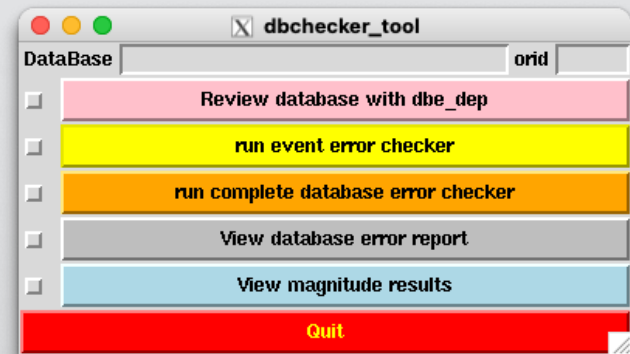 dbchecker_tool
DataBase orid
Review database with dbe_dep
run event error checker
run complete database error checker
View database error report
View magnitude results
Quit